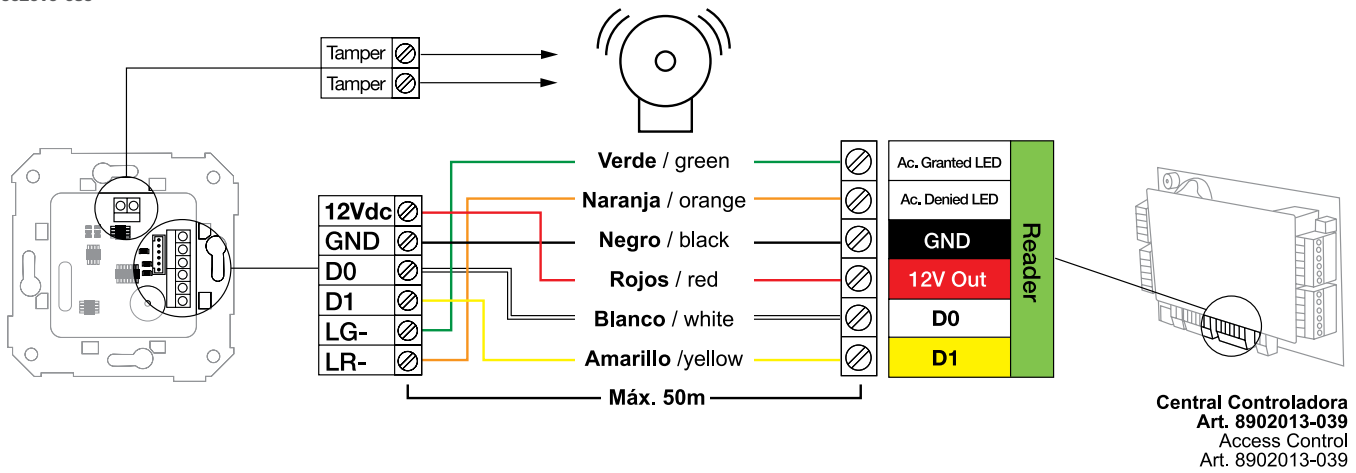 Tamper
Tamper
Verde / green
Naranja / orange
Negro / black
Rojos / red
Blanco / white
Amarillo /yellow
12Vdc
GND
D0
D1
LG-
LR-
Ac. Granted LED
Ac. Denied LED
GND
12V Out
D0
D1
Reader
Máx. 50m
Central Controladora
Art. 8902013-039
Access Control
Art. 8902013-039